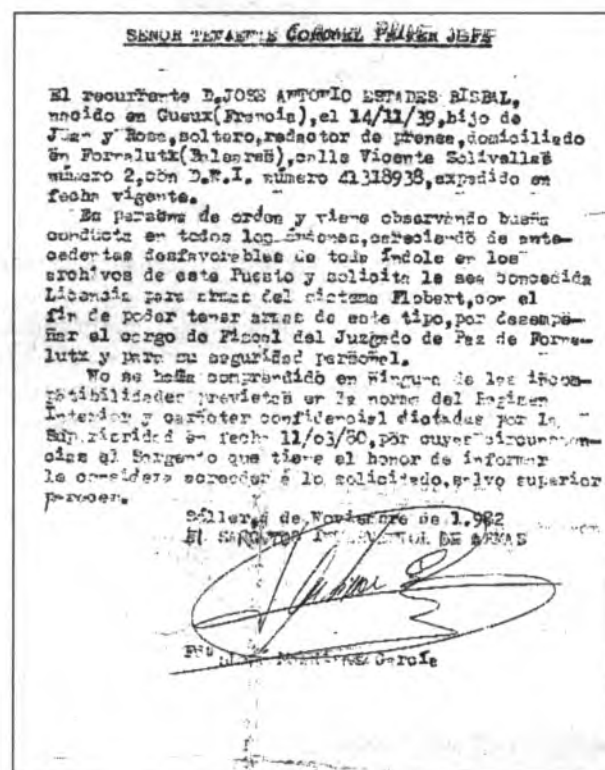 SEÑOR TENIENTE CORONEL PRIMER JEFE
El recurrente D. JOSE ANTONIO ESTADES BISBAL,
nacido en Gueux(Francia), el 14/11/39, hijo de
Juan y Rosa, soltero, redactor de prensa, domiciliado
en Fornalutx(Baleares), calle Vicente Solivellas
número 2, con D.N.I. número 41318938, expedido en
fecha vigente.
Es persona de orden y viene observando buena
conducta en todos los órdenes, careciendo de ante-
cedentes desfavorables de toda índole en los
archivos de este Puesto y solicita le sea concedida
Licencia para armas del sistema Flobert, con el
fin de poder tener armas de este tipo, por desempe-
ñar el cargo de Fiscal del Juzgado de Paz de Forna-
lutx y para su seguridad personal.
No se halla comprendido en ninguna de las incom-
patibilidades previstas en la norma del Regimen
Interior y carácter confidencial dictadas por la
Superioridad en fecha 11/03/80, por cuyas circunstan-
cias el Sargento que tiene el honor de informar
le considera acreedor a lo solicitado, salvo superior
parecer.
Sóller, de Noviembre de 1.982
EL SARGENTO INTERVENTOR DE ARMAS
García